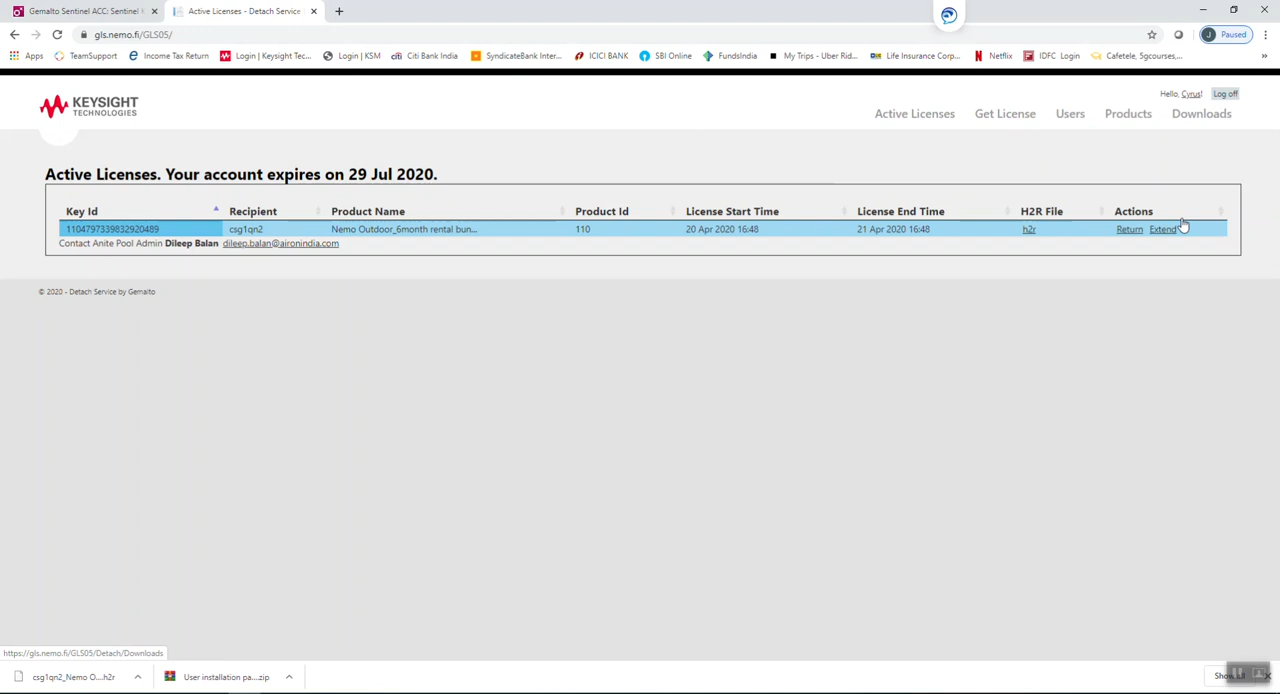 Gemalto Sentinel ACC: Sentinel
Active Licenses - Detach Service
gls.nemo.fi/GLS05/
J Paused
Apps TeamSupport Income Tax Return Login | Keysight Tec... Login | KSM Citi Bank India SyndicateBank Inter... ICICI BANK SBI Online FundsIndia My Trips - Uber Rid... Life Insurance Corp... Netflix IDFC Login Cafetele, Sgcourses,... »
Hello, Cyrus! Log off
KEYSIGHT
TECHNOLOGIES
Active Licenses Get License Users Products Downloads
Active Licenses. Your account expires on 29 Jul 2020.
Key Id Recipient Product Name Product Id License Start Time License End Time H2R File Actions
1104797339832920489 csg1qn2 Nemo Outdoor_6month rental bun... 110 20 Apr 2020 16:48 21 Apr 2020 16:48 h2r Return Extend
Contact Anite Pool Admin Dileep Balan dileep.balan@aironindia.com
© 2020 - Detach Service by Gemalto
https://gls.nemo.fi/GLS05/Detach/Downloads
csg1qn2_Nemo O....h2r User installation pa....zip Show all